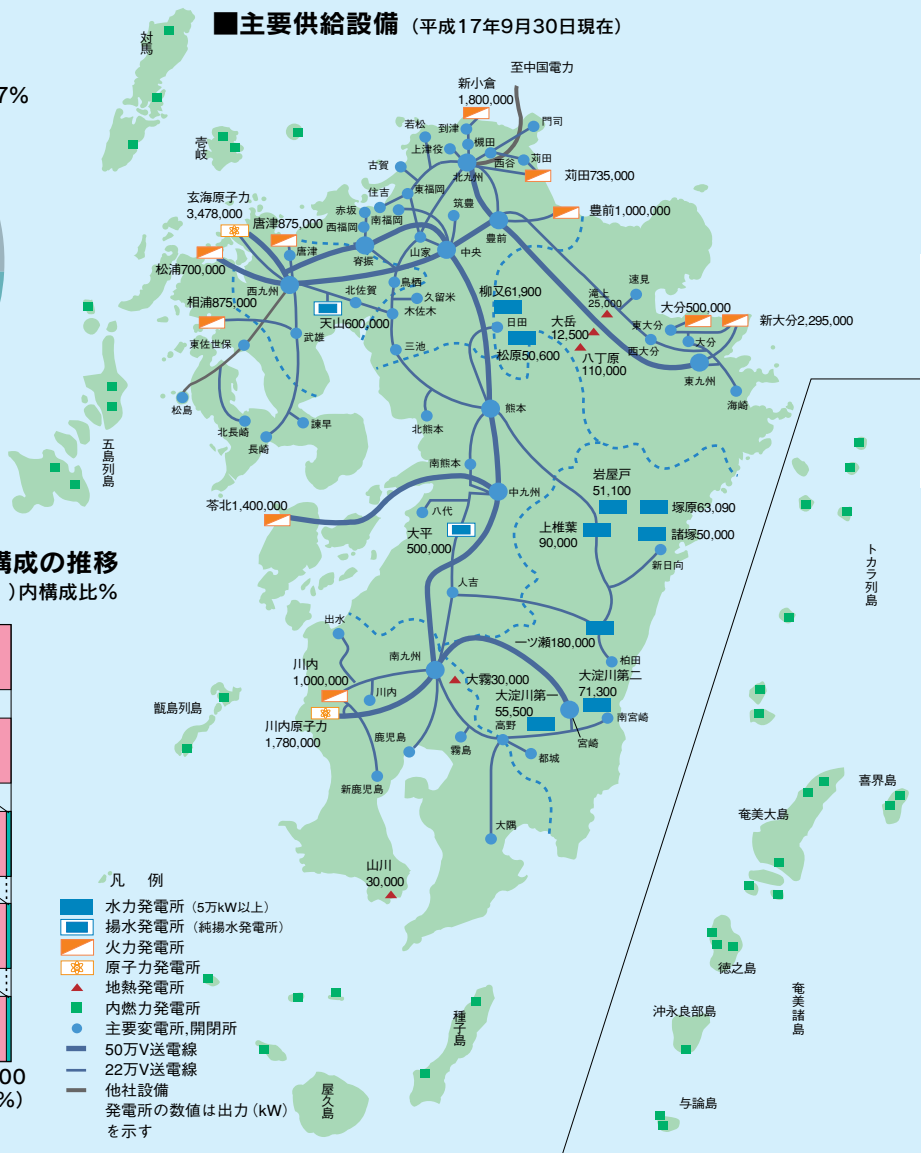 ■主要供給設備（平成17年9月30日現在）
7%
対馬
壱岐
至中国電力
新小倉
1,800,000
若松
到津
門司
上津役
槻田
西谷
苅田
北九州
苅田735,000
古賀
住吉
東福岡
筑豊
豊前1,000,000
豊前
玄海原子力
3,478,000
唐津875,000
唐津
赤坂
西福岡
南福岡
脊振
山家
中央
松浦700,000
西九州
北佐賀
鳥栖
久留米
木佐木
天山600,000
相浦875,000
東佐世保
武雄
三池
柳又61,900
日田
松原50,600
速見
滝上
25,000
大岳
12,500
八丁原
110,000
大分500,000
新大分2,295,000
東大分
大分
西大分
東九州
海崎
松島
北長崎
長崎
諫早
五島列島
熊本
北熊本
南熊本
中九州
苓北1,400,000
八代
大平
500,000
岩屋戸
51,100
塚原63,090
上椎葉
90,000
諸塚50,000
新日向
トカラ列島
構成の推移
）内構成比%
人吉
出水
一ツ瀬180,000
柏田
南九州
川内
1,000,000
川内
大霧30,000
大淀川第二
71,300
大淀川第一
55,500
高野
南宮崎
宮崎
川内原子力
1,780,000
甑島列島
鹿児島
霧島
都城
新鹿児島
大隅
山川
30,000
喜界島
奄美大島
徳之島
奄美諸島
沖永良部島
与論島
種子島
屋久島
00
%）
凡 例
水力発電所（5万kW以上）
揚水発電所（純揚水発電所）
火力発電所
原子力発電所
地熱発電所
内燃力発電所
主要変電所,開閉所
50万V送電線
22万V送電線
他社設備
発電所の数値は出力（kW）
を示す